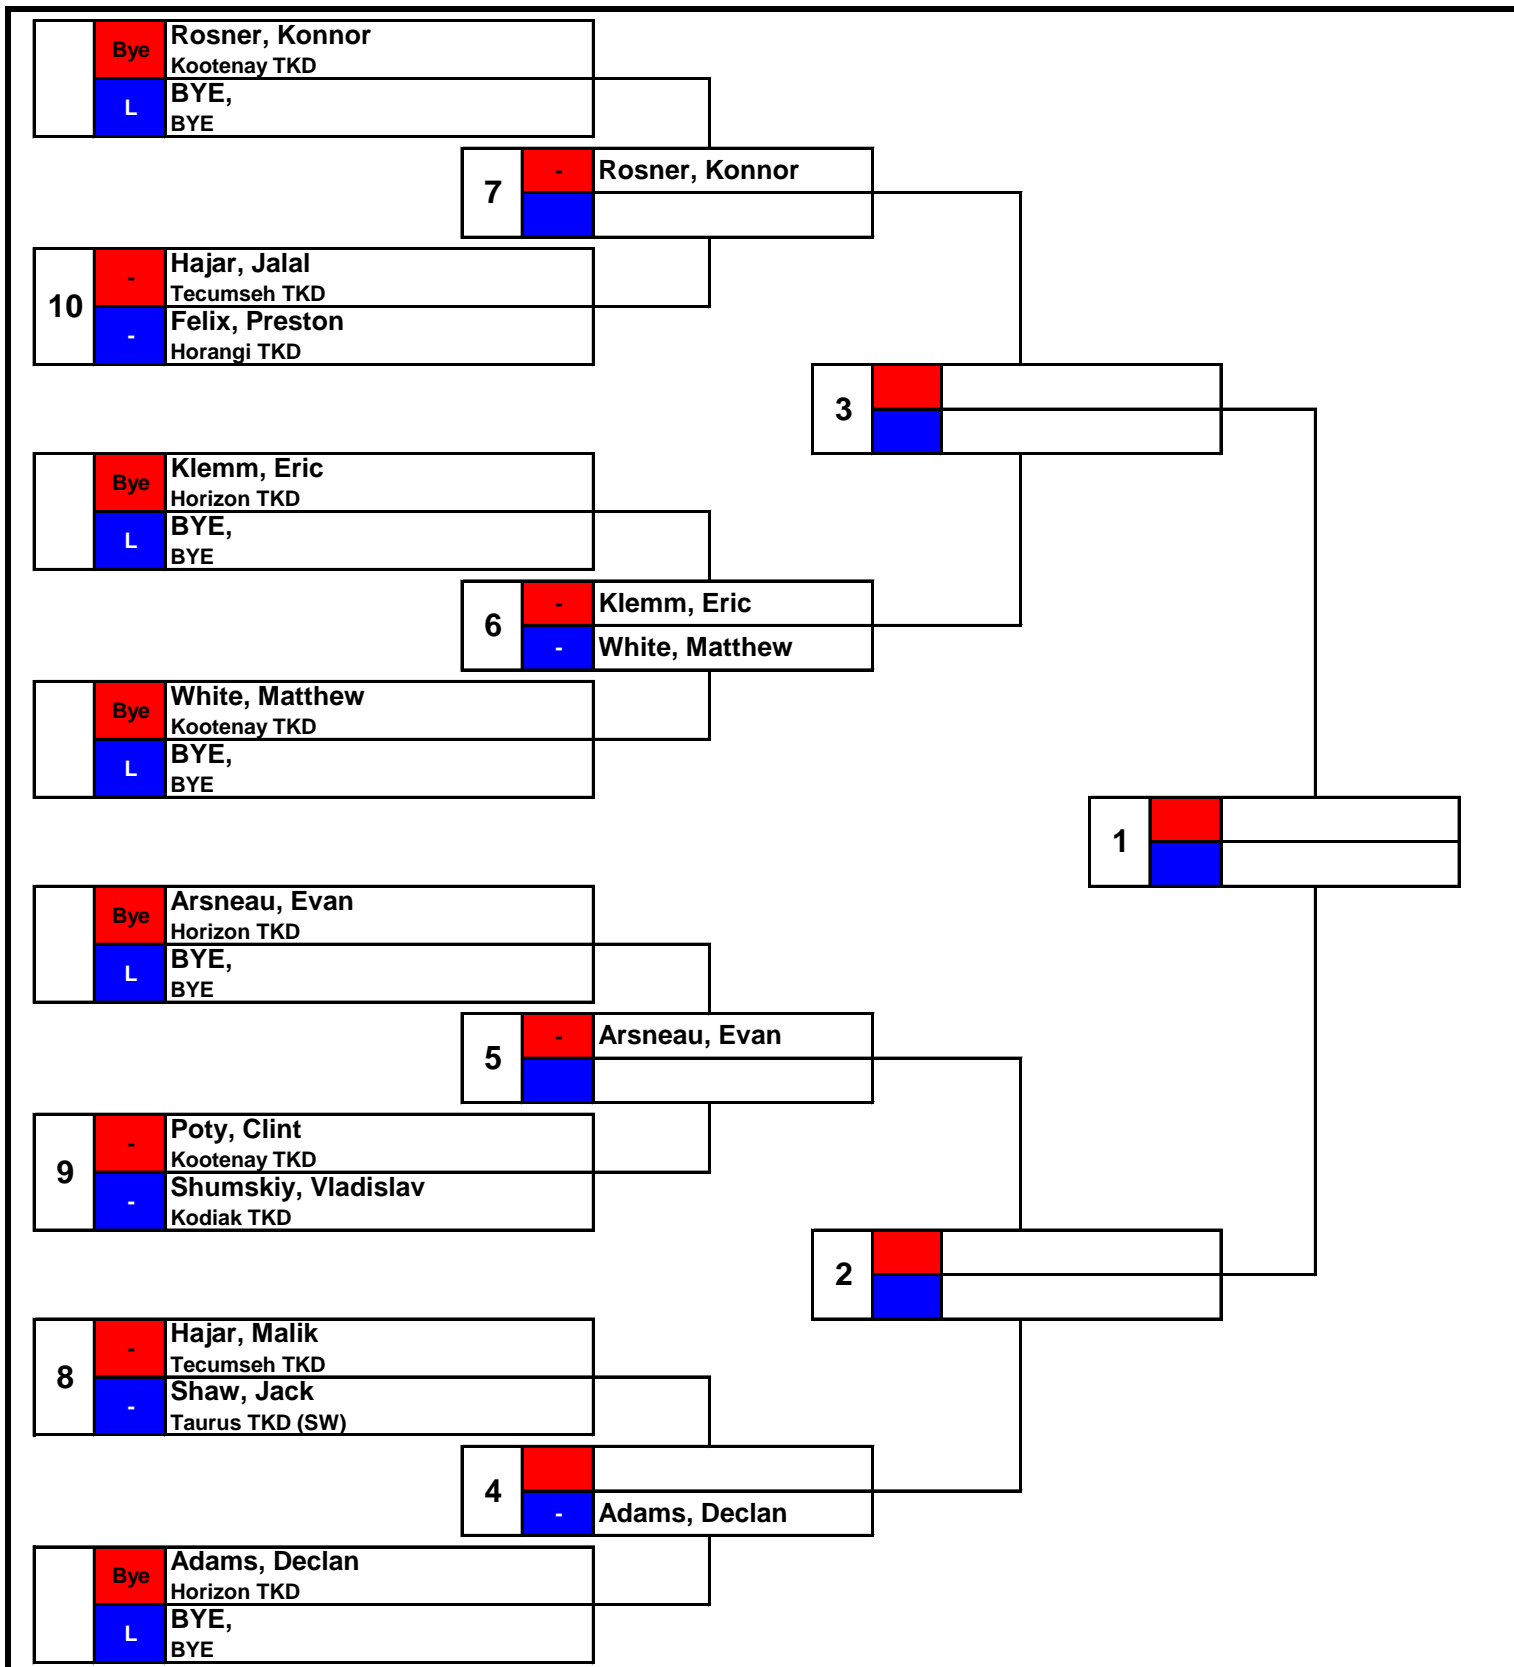 Bye
Rosner, Konnor
Kootenay TKD
L
BYE,
BYE
7
-
Rosner, Konnor
10
-
Hajar, Jalal
Tecumseh TKD
-
Felix, Preston
Horangi TKD
3
Bye
Klemm, Eric
Horizon TKD
L
BYE,
BYE
6
-
Klemm, Eric
-
White, Matthew
Bye
White, Matthew
Kootenay TKD
L
BYE,
BYE
1
Bye
Arsneau, Evan
Horizon TKD
L
BYE,
BYE
5
-
Arsneau, Evan
9
-
Poty, Clint
Kootenay TKD
-
Shumskiy, Vladislav
Kodiak TKD
2
8
-
Hajar, Malik
Tecumseh TKD
-
Shaw, Jack
Taurus TKD (SW)
4
-
Adams, Declan
Bye
Adams, Declan
Horizon TKD
L
BYE,
BYE